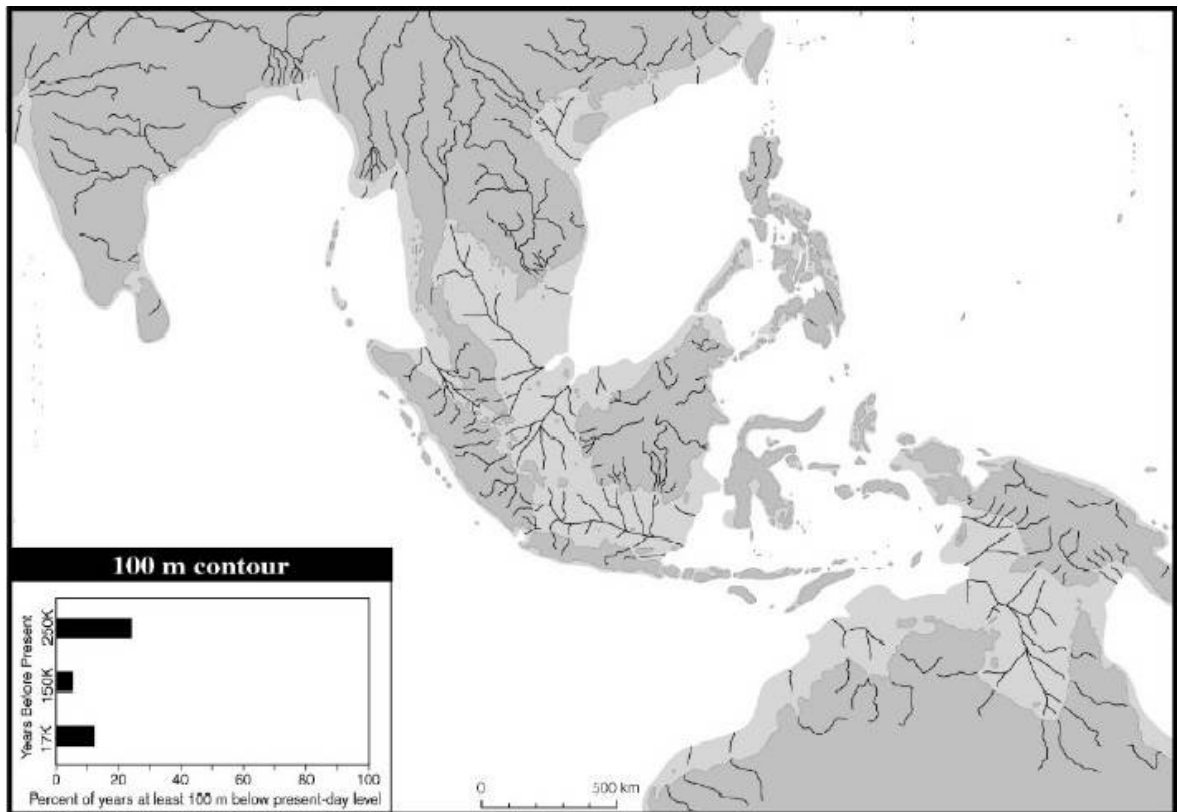 100 m contour
Years Before Present
250K
150K
17K
0 20 40 60 80 100
Percent of years at least 100 m below present-day level
0 500 km